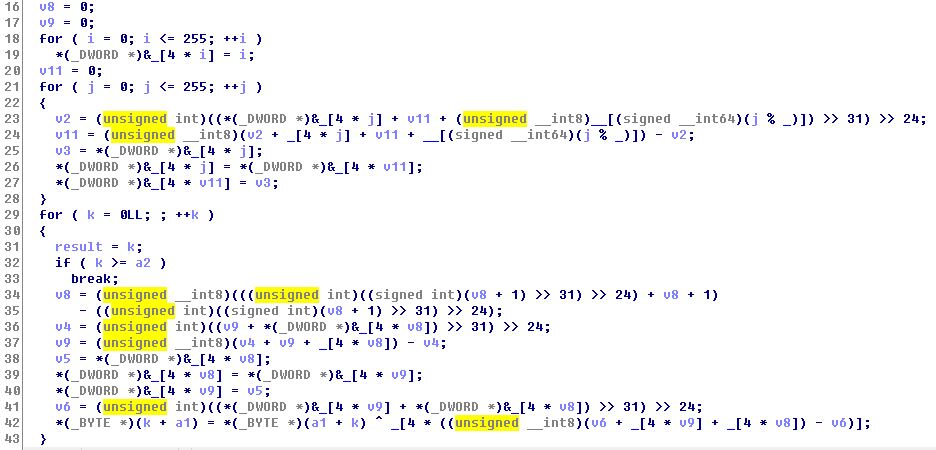 16 v8 = 0;
17 v9 = 0;
18 for ( i = 0; i <= 255; ++i )
19 *(_DWORD *)&_[4 * i] = i;
20 v11 = 0;
21 for ( j = 0; j <= 255; ++j )
22 {
23 v2 = (unsigned int)((*(_DWORD *)&_[4 * j] + v11 + (unsigned __int8)__[(signed __int64)(j % _)]) >> 31) >> 24;
24 v11 = (unsigned __int8)(v2 + _[4 * j] + v11 + __[(signed __int64)(j % _)]) - v2;
25 v3 = *(_DWORD *)&_[4 * j];
26 *(_DWORD *)&_[4 * j] = *(_DWORD *)&_[4 * v11];
27 *(_DWORD *)&_[4 * v11] = v3;
28 }
29 for ( k = 0LL; ; ++k )
30 {
31 result = k;
32 if ( k >= a2 )
33 break;
34 v8 = (unsigned __int8)(((unsigned int)((signed int)(v8 + 1) >> 31) >> 24) + v8 + 1)
35 - ((unsigned int)((signed int)(v8 + 1) >> 31) >> 24);
36 v4 = (unsigned int)((v9 + *(_DWORD *)&_[4 * v8]) >> 31) >> 24;
37 v9 = (unsigned __int8)(v4 + v9 + _[4 * v8]) - v4;
38 v5 = *(_DWORD *)&_[4 * v8];
39 *(_DWORD *)&_[4 * v8] = *(_DWORD *)&_[4 * v9];
40 *(_DWORD *)&_[4 * v9] = v5;
41 v6 = (unsigned int)((*(_DWORD *)&_[4 * v9] + *(_DWORD *)&_[4 * v8]) >> 31) >> 24;
42 *(_BYTE *)(k + a1) = *(_BYTE *)(a1 + k) ^ _[4 * ((unsigned __int8)(v6 + _[4 * v9] + _[4 * v8]) - v6)];
43 }